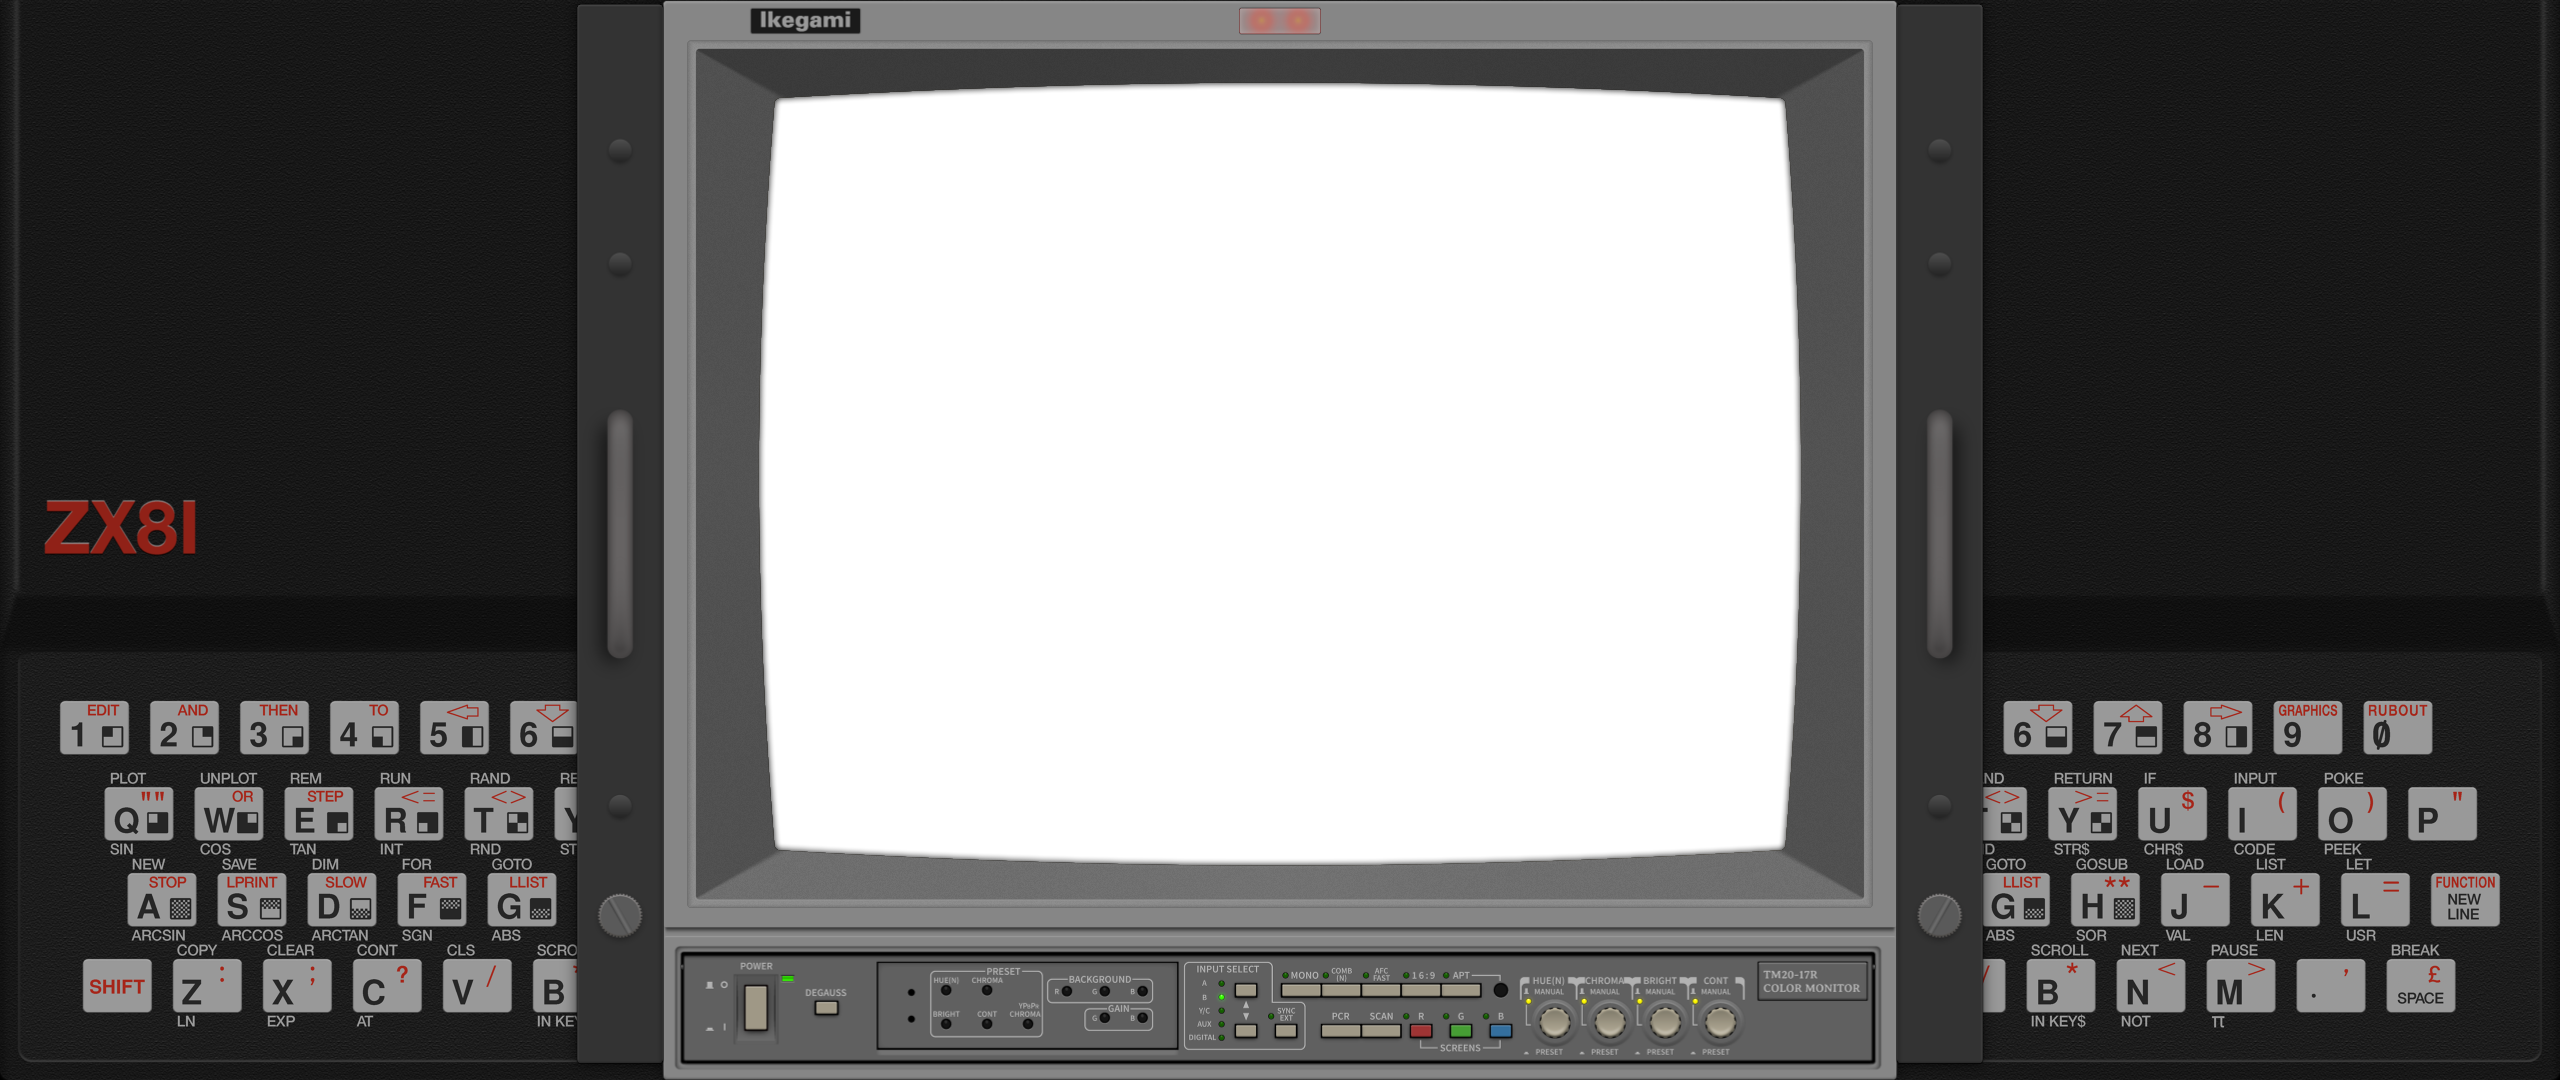 Ikegami
ZX81
EDIT AND THEN TO
1 2 3 4 5 6
PLOT UNPLOT REM RUN RAND RE
"" OR STEP <= <>
Q W E R T Y
SIN COS TAN INT RND ST
NEW SAVE DIM FOR GOTO
STOP LPRINT SLOW FAST LLIST
A S D F G
ARCSIN ARCCOS ARCTAN SGN ABS
COPY CLEAR CONT CLS SCRO
SHIFT Z : X ; C ? V / B *
LN EXP AT IN KEY
GRAPHICS RUBOUT
6 7 8 9 0
ND RETURN IF INPUT POKE
<> >= $ ( ) "
T Y U I O P
D STR$ CHR$ CODE PEEK
GOTO GOSUB LOAD LIST LET
LLIST ** − + = FUNCTION
G H J K L NEW LINE
ABS SOR VAL LEN USR
SCROLL NEXT PAUSE BREAK
/ * < > , £
B N M . SPACE
IN KEY$ NOT π
POWER
DEGAUSS
PRESET
HUE(N) CHROMA
BRIGHT CONT YPbPr CHROMA
BACKGROUND
R G B
GAIN
G B
INPUT SELECT
A
B
Y/C
AUX
DIGITAL
SYNC EXT
MONO COMB (N) AFC FAST 16:9 APT
PCR SCAN R G B
SCREENS
HUE(N) CHROMA BRIGHT CONT
MANUAL MANUAL MANUAL MANUAL
PRESET PRESET PRESET PRESET
TM20-17R
COLOR MONITOR